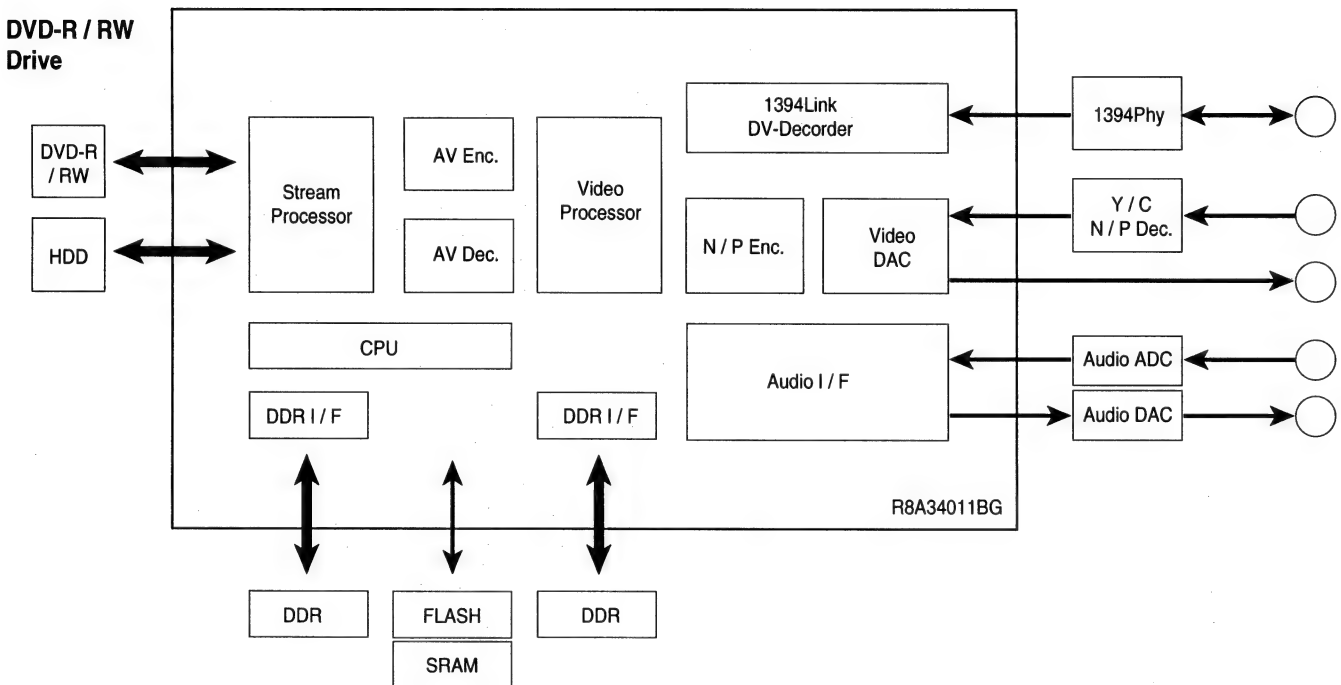 DVD-R / RW
Drive
DVD-R
/ RW
HDD
Stream
Processor
AV Enc.
AV Dec.
Video
Processor
1394Link
DV-Decorder
N / P Enc.
Video
DAC
1394Phy
Y / C
N / P Dec.
CPU
Audio I / F
Audio ADC
Audio DAC
DDR I / F
DDR I / F
R8A34011BG
DDR
FLASH
SRAM
DDR